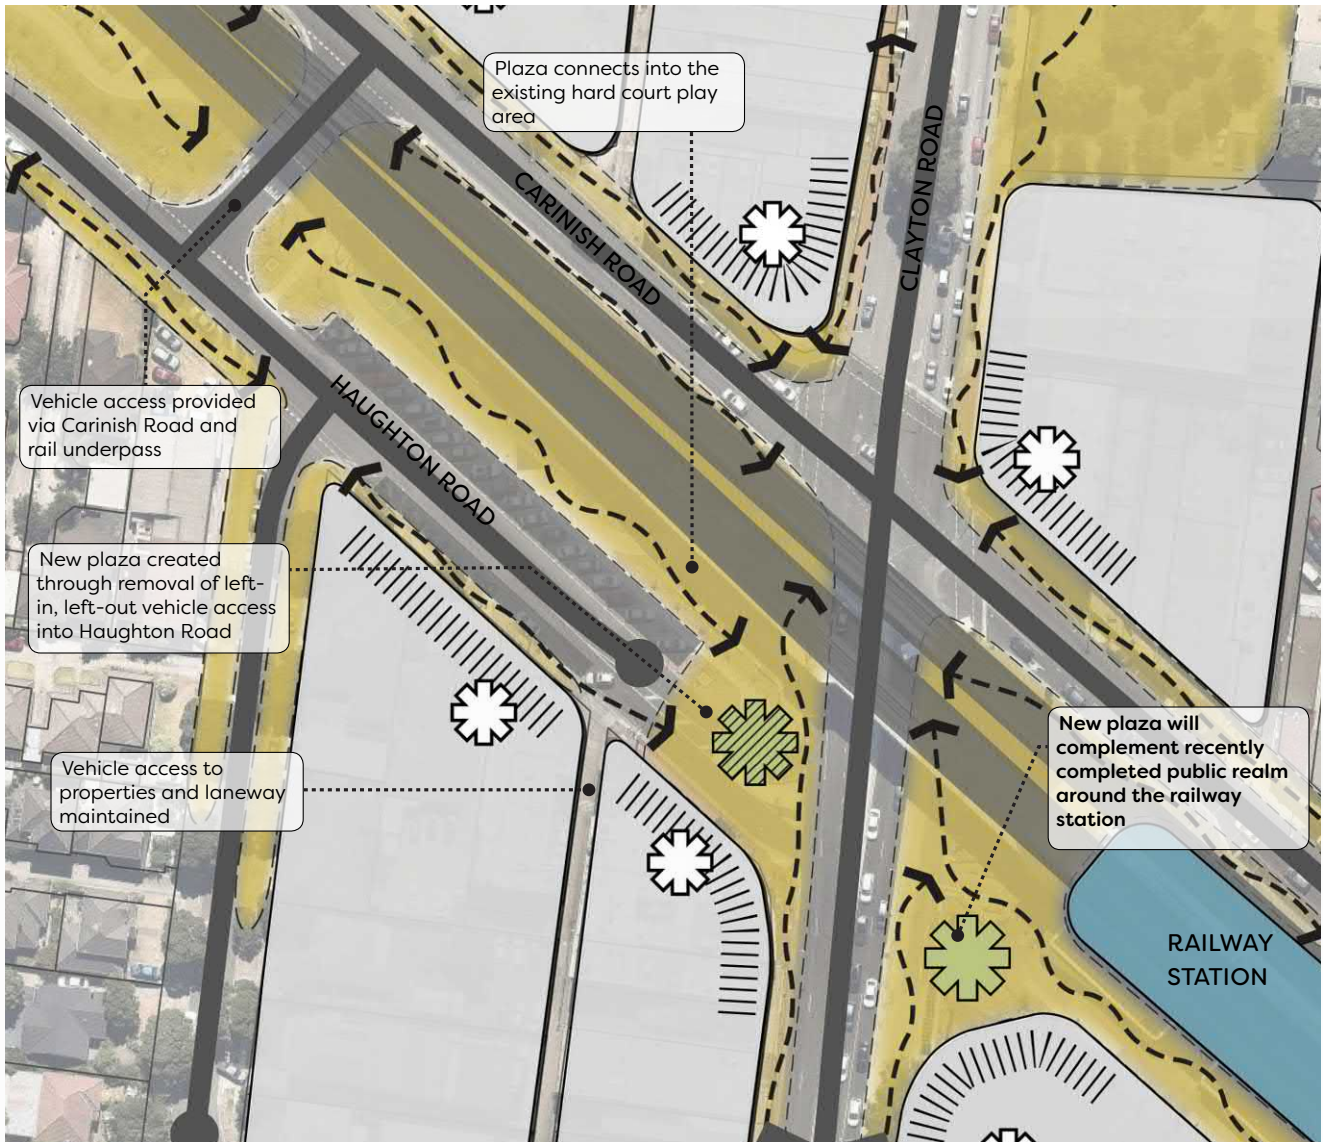 Plaza connects into the
existing hard court play
area
CARINISH ROAD
CLAYTON ROAD
Vehicle access provided
via Carinish Road and
rail underpass
HAUGHTON ROAD
New plaza created
through removal of left-
in, left-out vehicle access
into Haughton Road
New plaza will
complement recently
completed public realm
around the railway
station
Vehicle access to
properties and laneway
maintained
RAILWAY
STATION